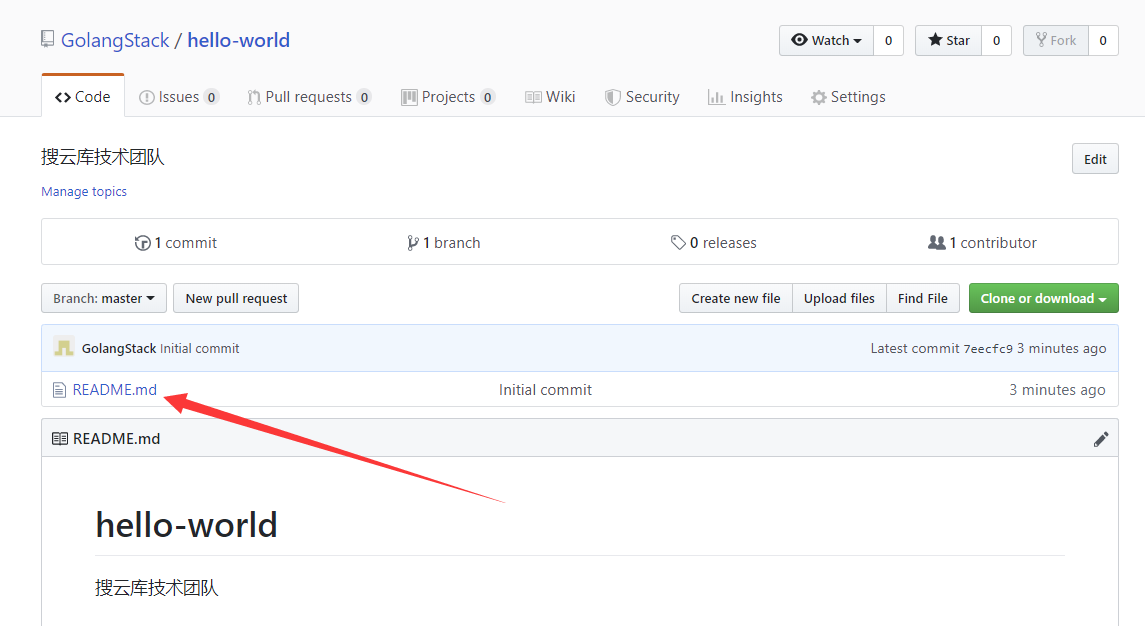 GolangStack / hello-world Watch 0 Star 0 Fork 0
Code Issues 0 Pull requests 0 Projects 0 Wiki Security Insights Settings
搜云库技术团队 Edit
Manage topics
1 commit 1 branch 0 releases 1 contributor
Branch: master New pull request Create new file Upload files Find File Clone or download
GolangStack Initial commit Latest commit 7eecfc9 3 minutes ago
README.md Initial commit 3 minutes ago
README.md
hello-world
搜云库技术团队